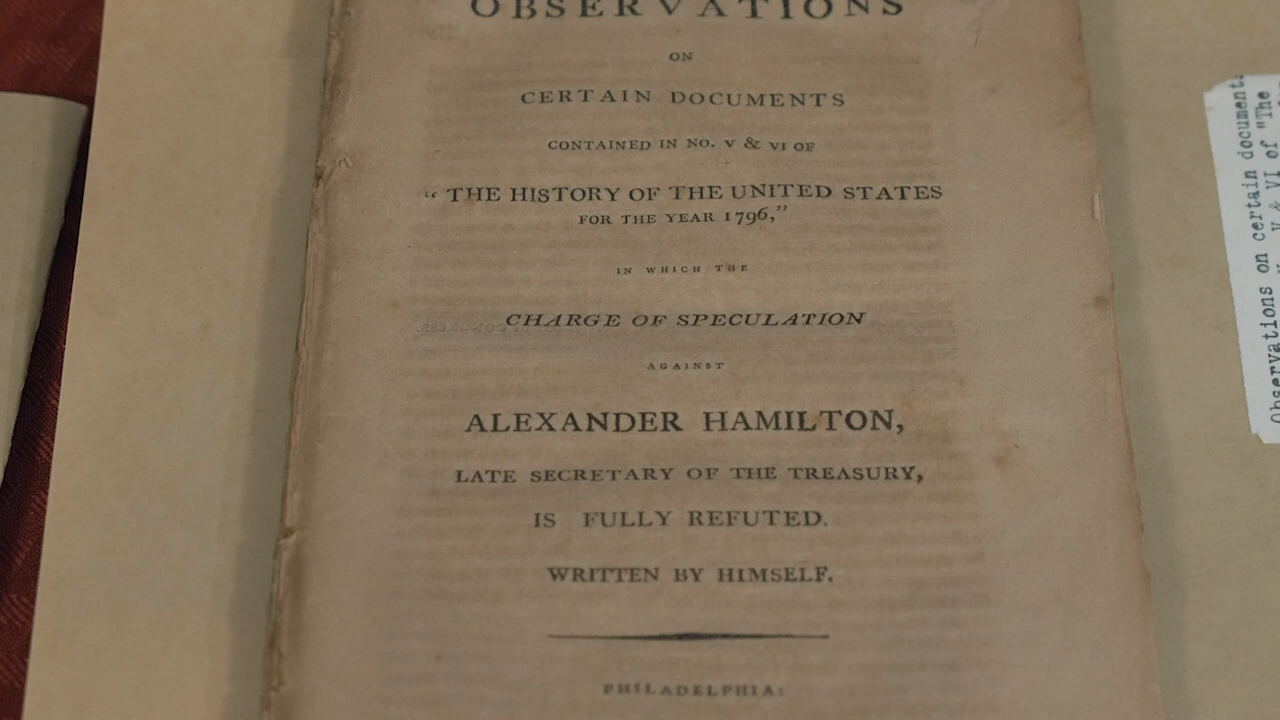 OBSERVATIONS
ON
CERTAIN DOCUMENTS
CONTAINED IN NO. V & VI OF
“THE HISTORY OF THE UNITED STATES
FOR THE YEAR 1796,”
IN WHICH THE
CHARGE OF SPECULATION
AGAINST
ALEXANDER HAMILTON,
LATE SECRETARY OF THE TREASURY,
IS FULLY REFUTED.
WRITTEN BY HIMSELF.
PHILADELPHIA:
Observations on certain documents
V & VI of "The